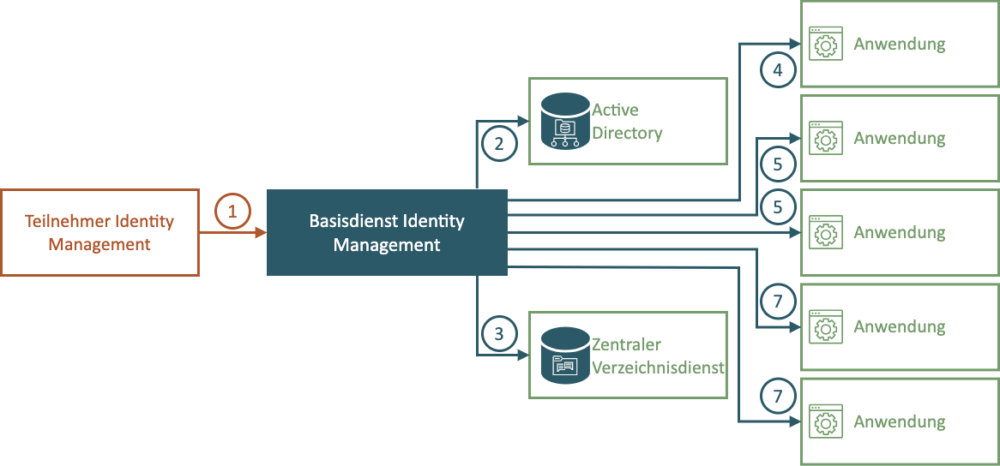 Teilnehmer Identity
Management
1
Basisdienst Identity
Management
2
Active
Directory
3
Zentraler
Verzeichnisdienst
4
Anwendung
5
Anwendung
5
Anwendung
7
Anwendung
7
Anwendung